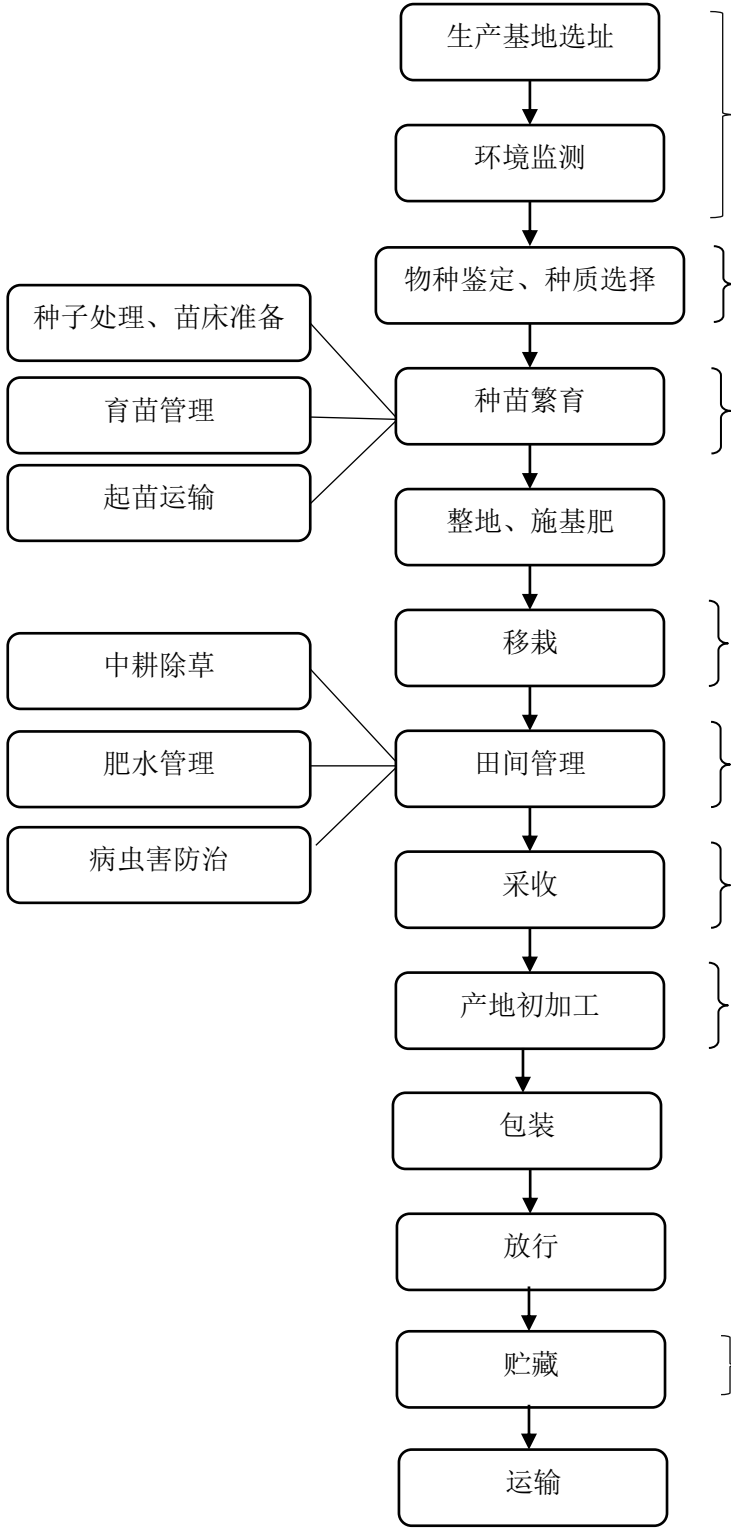 生产基地选址
环境监测
物种鉴定、种质选择
种子处理、苗床准备
育苗管理
起苗运输
种苗繁育
整地、施基肥
移栽
中耕除草
肥水管理
病虫害防治
田间管理
采收
产地初加工
包装
放行
贮藏
运输